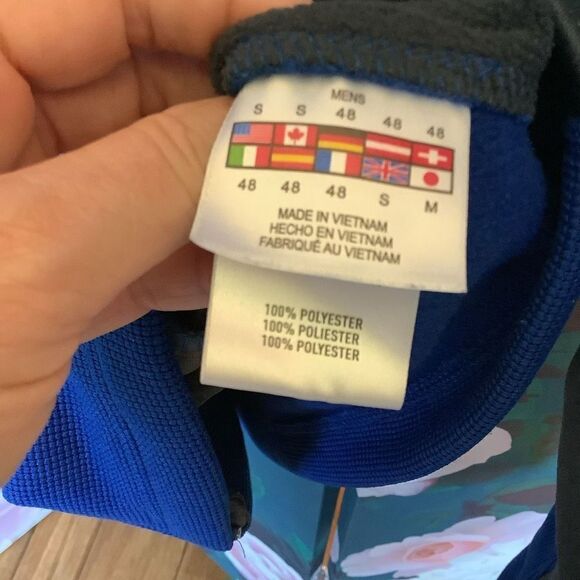 MENS
S S 48 48 48
48 48 48 S M
MADE IN VIETNAM
HECHO EN VIETNAM
FABRIQUÉ AU VIETNAM
100% POLYESTER
100% POLIESTER
100% POLYESTER